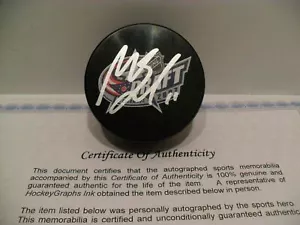 DRAFT
Certificate Of Authenticity
This document certifies that the autographed sports memorabilia
accompanied by this Certificate of Authenticity is 100% genuine and
guaranteed authentic for the life of the item. A representative of
HockeyGraphs Ink obtained the item described below in person.
The item listed below was personally autographed by the sports hero.
memorabilia is certified and unconditionally guaranteed authentic